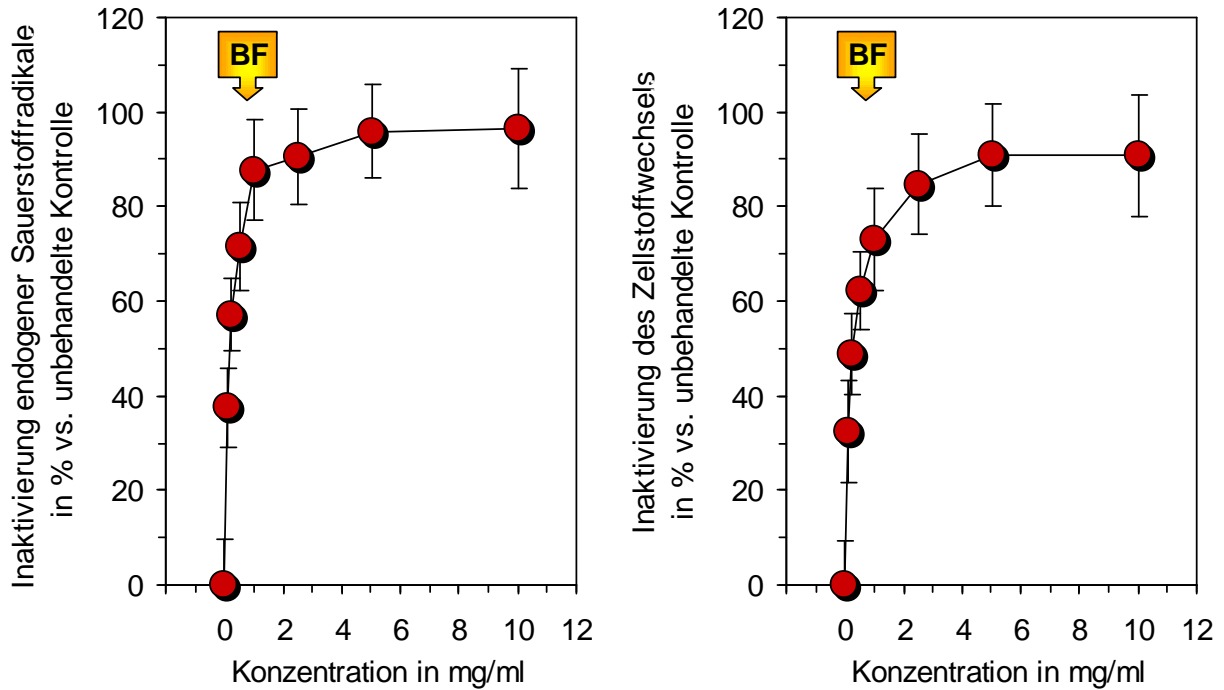 Inaktivierung endogener Sauerstoffradikale
in % vs. unbehandelte Kontrolle
120
100
80
60
40
20
0
BF
0 2 4 6 8 10 12
Konzentration in mg/ml
Inaktivierung des Zellstoffwechsels
in % vs. unbehandelte Kontrolle
120
100
80
60
40
20
0
BF
0 2 4 6 8 10 12
Konzentration in mg/ml